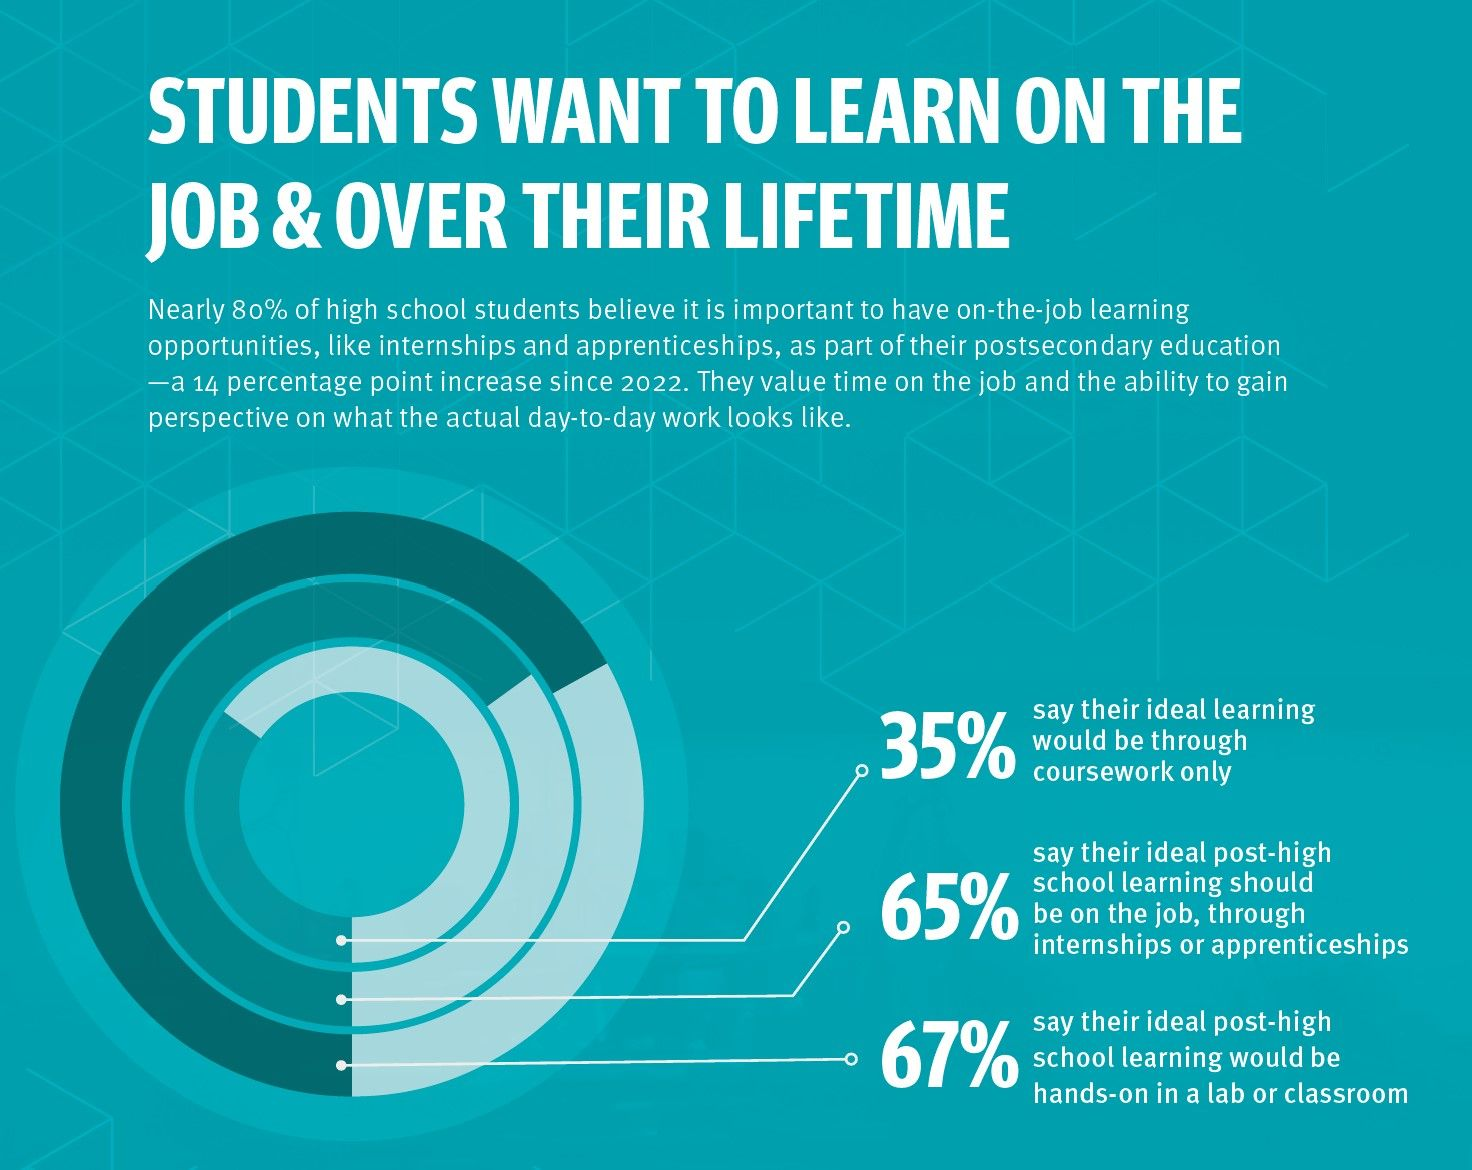 STUDENTS WANT TO LEARN ON THE
JOB & OVER THEIR LIFETIME
Nearly 80% of high school students believe it is important to have on-the-job learning
opportunities, like internships and apprenticeships, as part of their postsecondary education
—a 14 percentage point increase since 2022. They value time on the job and the ability to gain
perspective on what the actual day-to-day work looks like.
35%
say their ideal learning
would be through
coursework only
65%
say their ideal post-high
school learning should
be on the job, through
internships or apprenticeships
67%
say their ideal post-high
school learning would be
hands-on in a lab or classroom